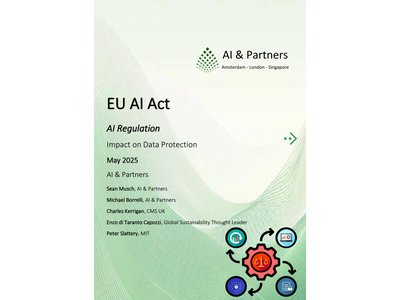 AI & Partners
Amsterdam - London - Singapore
EU AI Act
AI Regulation
Impact on Data Protection
May 2025
AI & Partners
Sean Musch, AI & Partners
Michael Borrelli, AI & Partners
Charles Kerrigan, CMS UK
Enzo di Taranto Capozzi, Global Sustainability Thought Leader
Peter Slattery, MIT